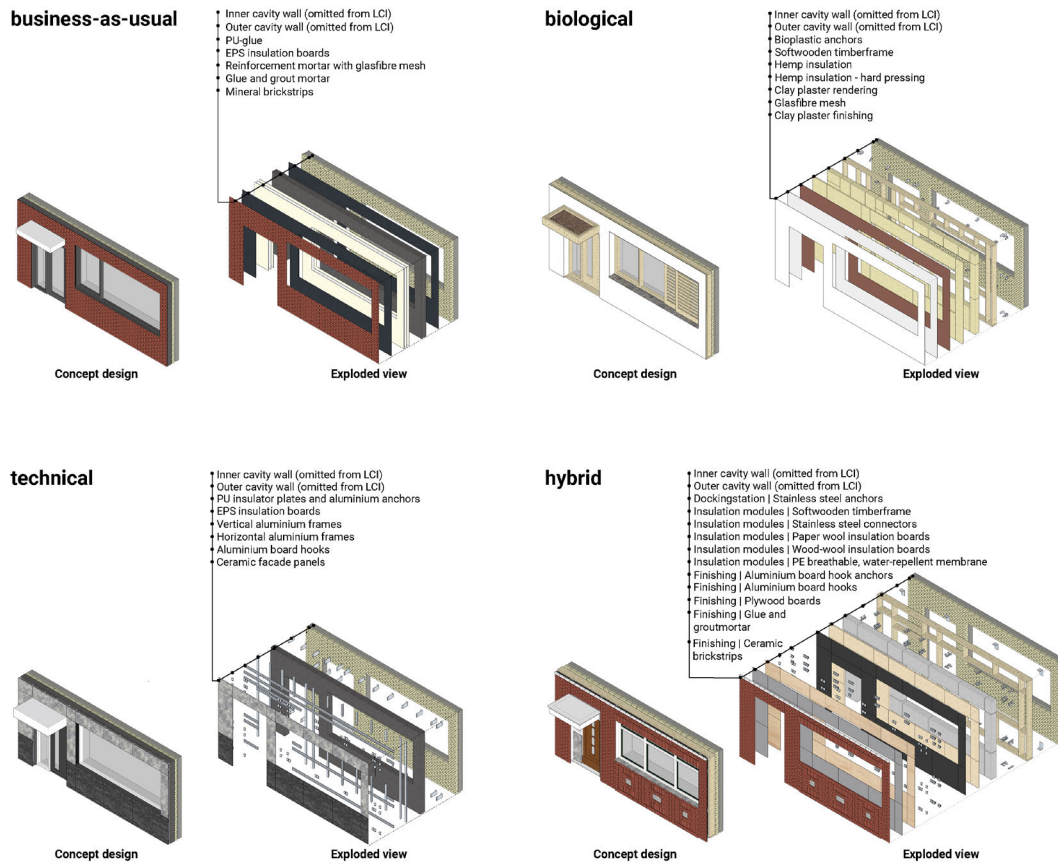 business-as-usual
Inner cavity wall (omitted from LCI)
Outer cavity wall (omitted from LCI)
PU-glue
EPS insulation boards
Reinforcement mortar with glasfibre mesh
Glue and grout mortar
Mineral brickstrips
Concept design
Exploded view
biological
Inner cavity wall (omitted from LCI)
Outer cavity wall (omitted from LCI)
Bioplastic anchors
Softwooden timberframe
Hemp insulation
Hemp insulation - hard pressing
Clay plaster rendering
Glasfibre mesh
Clay plaster finishing
Concept design
Exploded view
technical
Inner cavity wall (omitted from LCI)
Outer cavity wall (omitted from LCI)
PU insulator plates and aluminium anchors
EPS insulation boards
Vertical aluminium frames
Horizontal aluminium frames
Aluminium board hooks
Ceramic facade panels
Concept design
Exploded view
hybrid
Inner cavity wall (omitted from LCI)
Outer cavity wall (omitted from LCI)
Dockingstation | Stainless steel anchors
Insulation modules | Softwooden timberframe
Insulation modules | Stainless steel connectors
Insulation modules | Paper wool insulation boards
Insulation modules | Wood-wool insulation boards
Insulation modules | PE breathable, water-repellent membrane
Finishing | Aluminium board hook anchors
Finishing | Aluminium board hooks
Finishing | Plywood boards
Finishing | Glue and
groutmortar
Finishing | Ceramic
brickstrips
Concept design
Exploded view